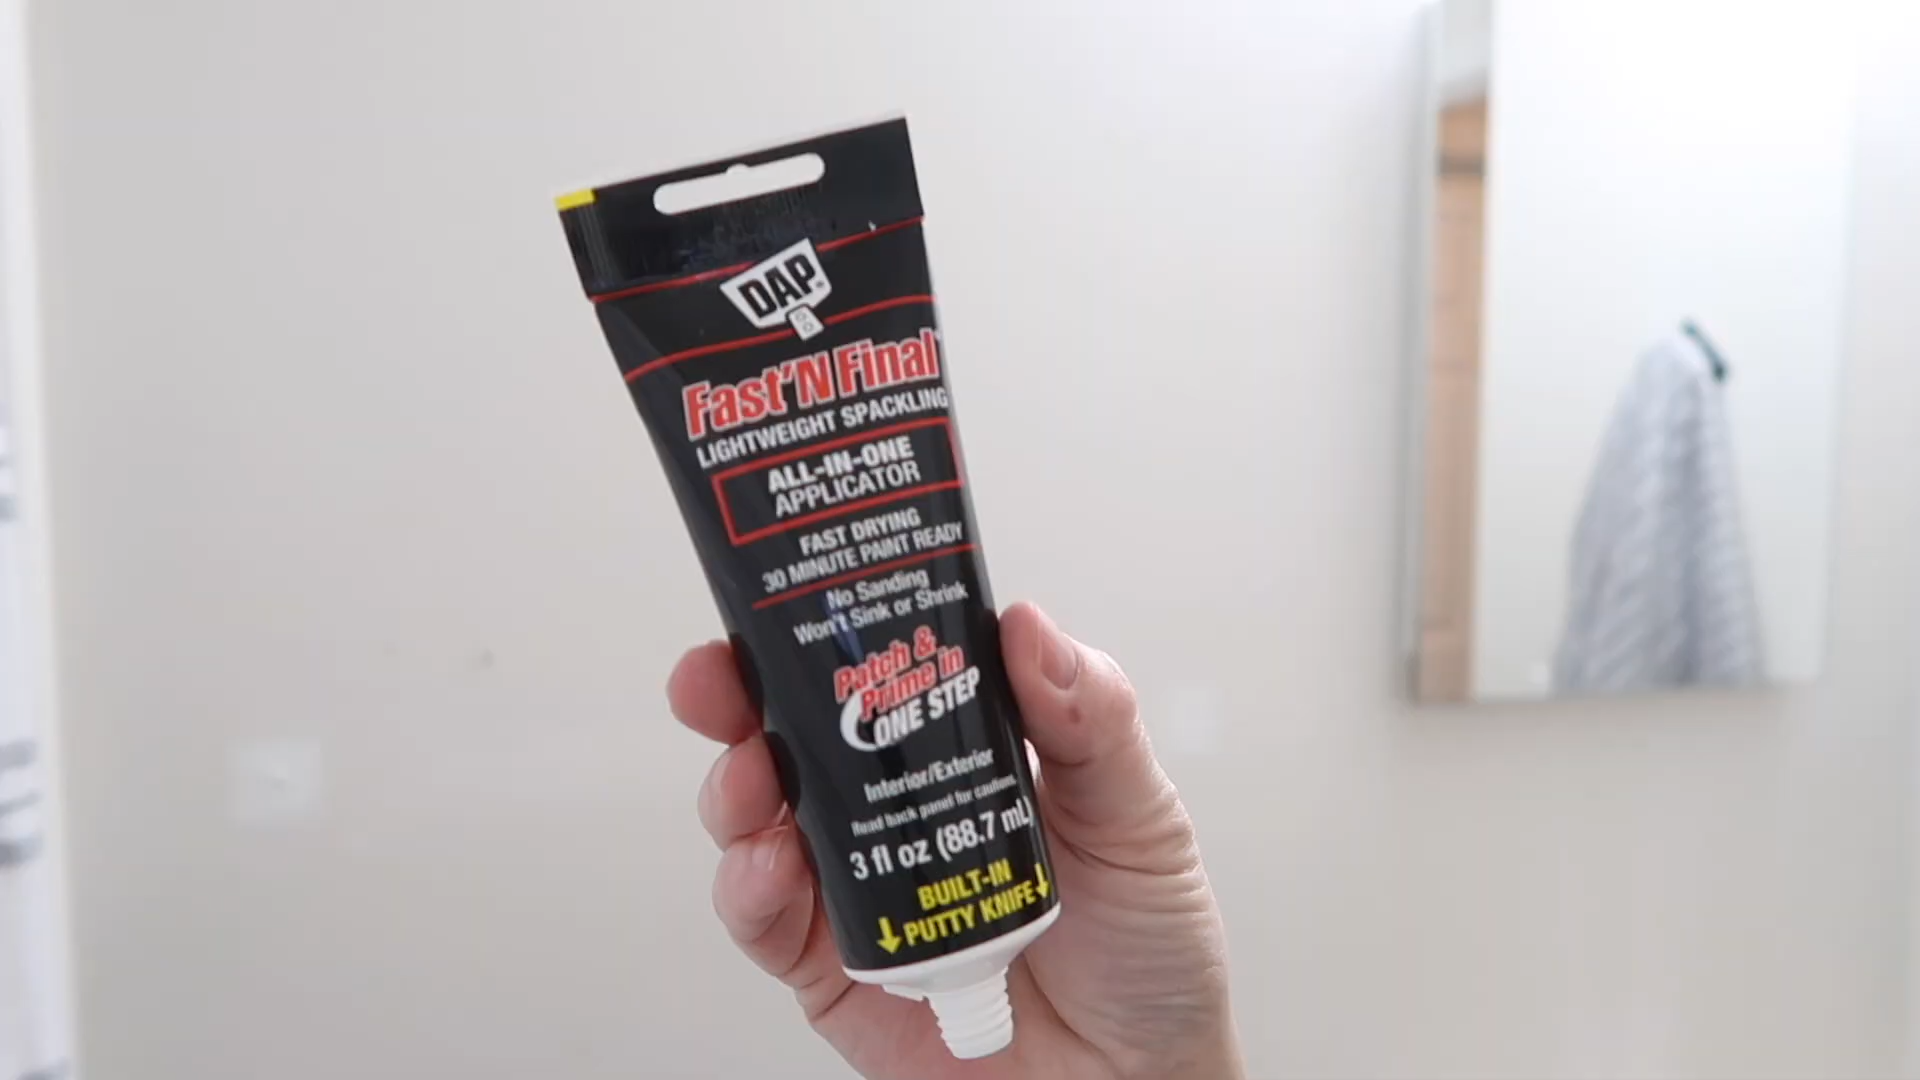 DAP
Fast'N Final
LIGHTWEIGHT SPACKLING
ALL-IN-ONE
APPLICATOR
FAST DRYING
30 MINUTE PAINT READY
No Sanding
Won't Sink or Shrink
Patch &
Prime in
ONE STEP
Interior/Exterior
Read back panel for cautions.
3 fl oz (88.7 mL)
BUILT-IN
PUTTY KNIFE